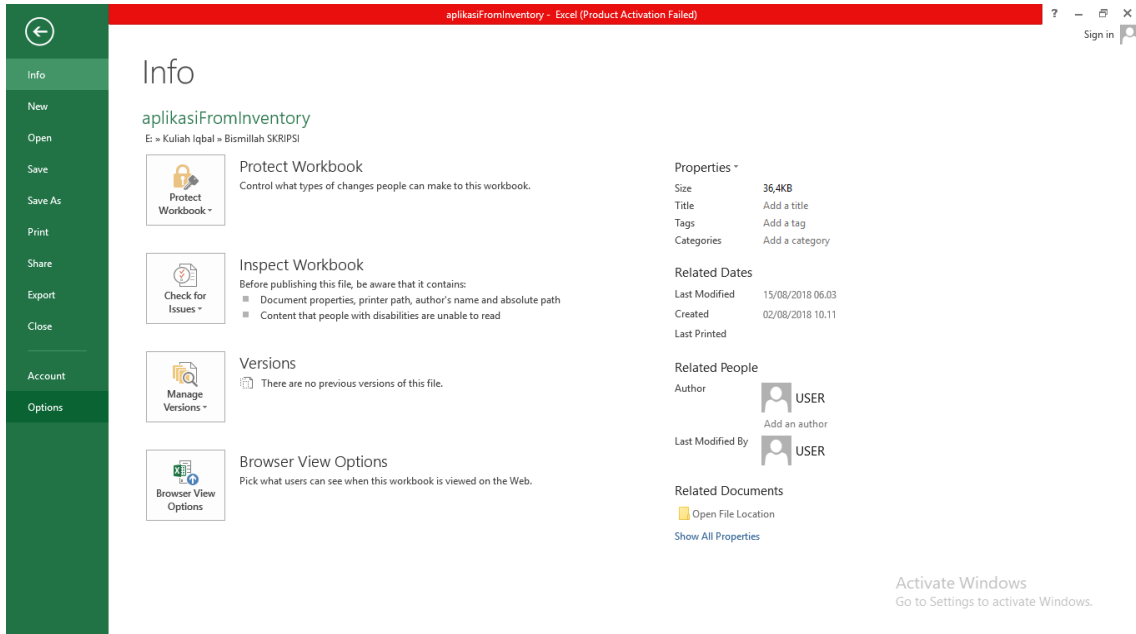 aplikasiFromInventory - Excel (Product Activation Failed)
?
Sign in
Info
New
Open
Save
Save As
Print
Share
Export
Close
Account
Options
Info
aplikasiFromInventory
E: » Kuliah Iqbal » Bismillah SKRIPSI
Protect
Workbook
Protect Workbook
Control what types of changes people can make to this workbook.
Check for
Issues
Inspect Workbook
Before publishing this file, be aware that it contains:
Document properties, printer path, author's name and absolute path
Content that people with disabilities are unable to read
Manage
Versions
Versions
There are no previous versions of this file.
Browser View
Options
Browser View Options
Pick what users can see when this workbook is viewed on the Web.
Properties
Size 36,4KB
Title Add a title
Tags Add a tag
Categories Add a category
Related Dates
Last Modified 15/08/2018 06.03
Created 02/08/2018 10.11
Last Printed
Related People
Author USER
Add an author
Last Modified By USER
Related Documents
Open File Location
Show All Properties
Activate Windows
Go to Settings to activate Windows.